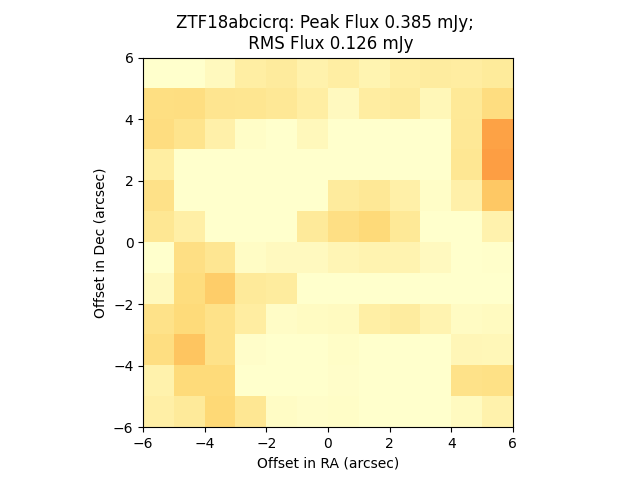 ZTF18abcicrq: Peak Flux 0.385 mJy;
RMS Flux 0.126 mJy
6
4
2
0
−2
−4
−6
Offset in Dec (arcsec)
−6 −4 −2 0 2 4 6
Offset in RA (arcsec)